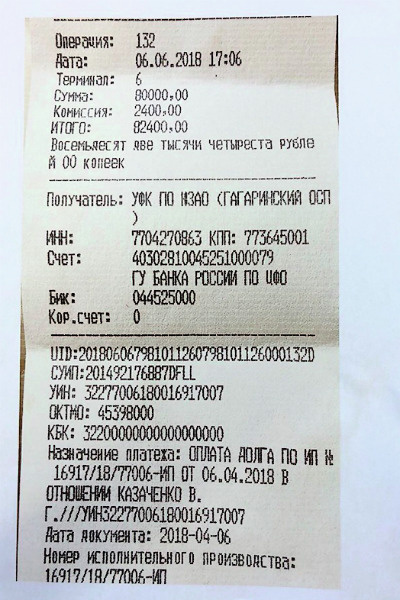 Операция: 132
Дата: 06.06.2018 17:06
Терминал: 6
Сумма: 80000,00
Комиссия: 2400,00
ИТОГО: 82400,00
Восемьдесят две тысячи четыреста рубле
й 00 копеек
Получатель: УФК ПО МЗАО (ГАГАРИНСКИЙ ОСП
)
ИНН: 7704270863 КПП: 773645001
Счет: 40302810045251000079
ГУ БАНКА РОССИИ ПО ЦФО
Бик: 044525000
Кор.счет: 0
UID:201806067981011260798101126000132D
СУИП:201492176887DFLL
УИН: 32277006180016917007
ОКТМО: 45398000
КБК: 32200000000000000000
Назначение платежа: ОПЛАТА ДОЛГА ПО ИП №
16917/18/77006-ИП ОТ 06.04.2018 В
ОТНОШЕНИИ КАЗАЧЕНКО В.
Г.///УИН32277006180016917007
Дата документа: 2018-04-06
Номер исполнительного производства:
16917/18/77006-ИП